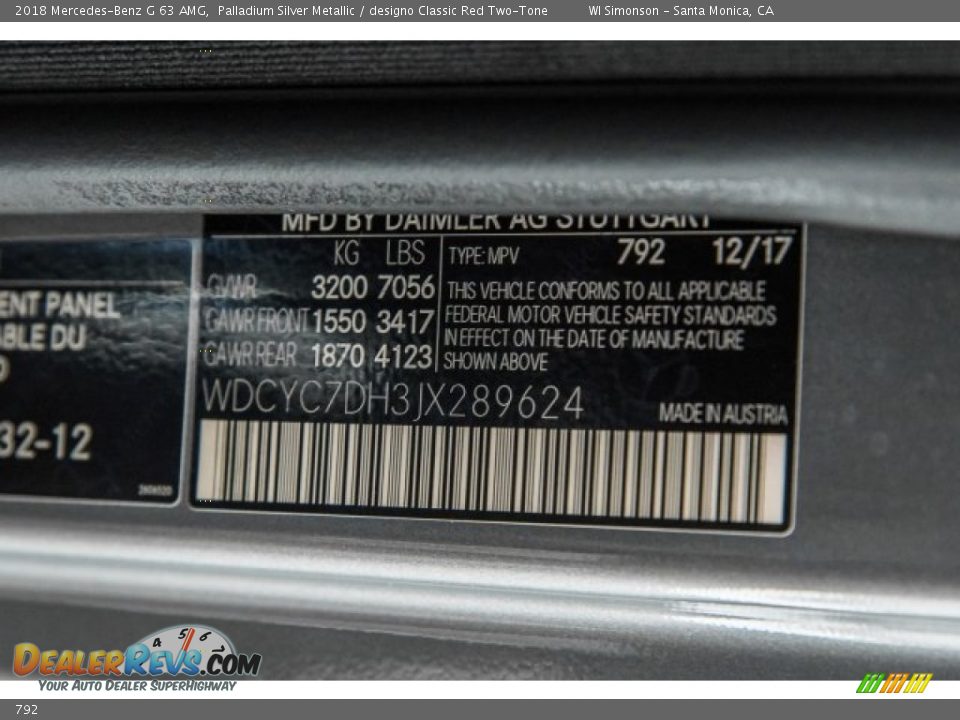 2018 Mercedes-Benz G 63 AMG, Palladium Silver Metallic / designo Classic Red Two-Tone WI Simonson - Santa Monica, CA
MFD BY DAIMLER AG STUTTGART
KG LBS TYPE: MPV 792 12/17
GVWR 3200 7056
GAWR FRONT 1550 3417
GAWR REAR 1870 4123
THIS VEHICLE CONFORMS TO ALL APPLICABLE
FEDERAL MOTOR VEHICLE SAFETY STANDARDS
IN EFFECT ON THE DATE OF MANUFACTURE
SHOWN ABOVE
WDCYC7DH3JX289624
MADE IN AUSTRIA
ENT PANEL
ABLE DU
32-12
4 5 6
DEALERREVS.COM
YOUR AUTO DEALER SUPERHIGHWAY
792